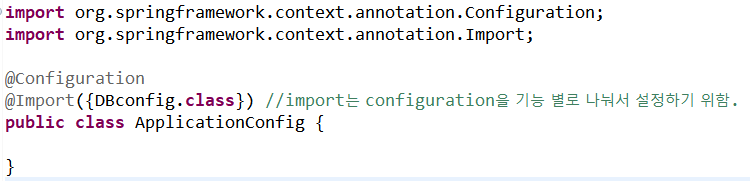 import org.springframework.context.annotation.Configuration;
import org.springframework.context.annotation.Import;
@Configuration
@Import({DBconfig.class}) //import는 configuration을 기능 별로 나눠서 설정하기 위함.
public class ApplicationConfig {
}